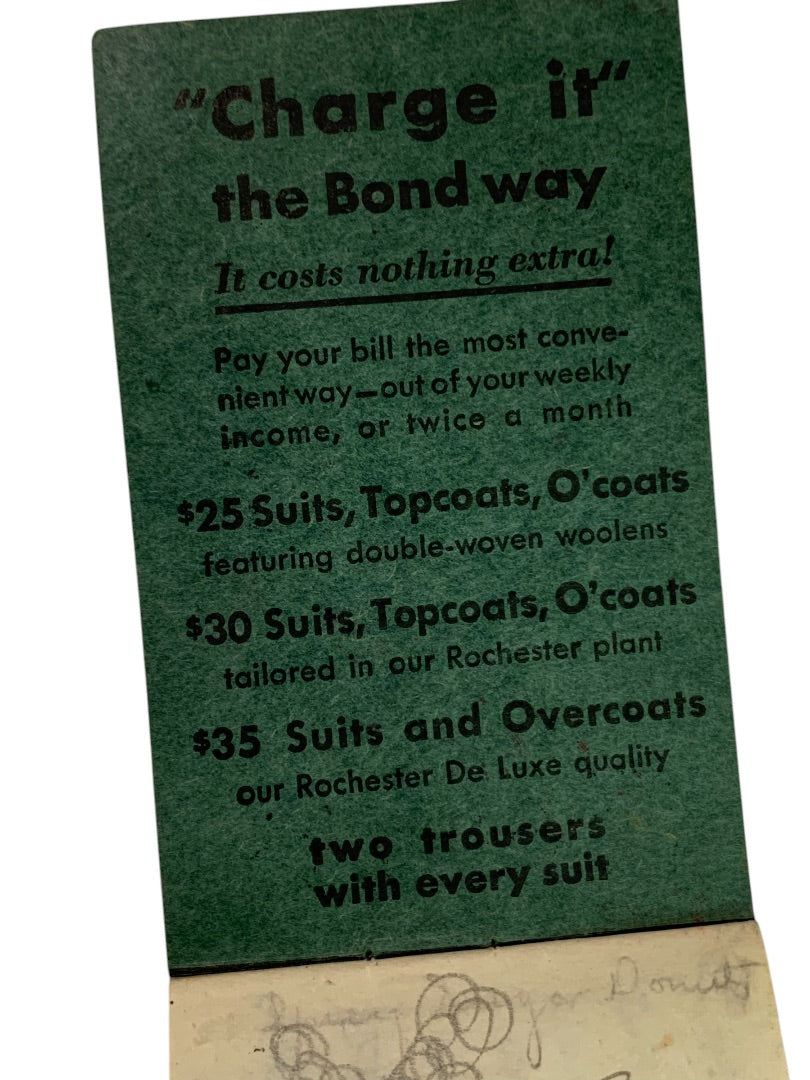 "Charge it"
the Bond way
It costs nothing extra!
Pay your bill the most conve-
nient way—out of your weekly
income, or twice a month
$25 Suits, Topcoats, O'coats
featuring double-woven woolens
$30 Suits, Topcoats, O'coats
tailored in our Rochester plant
$35 Suits and Overcoats
our Rochester De Luxe quality
two trousers
with every suit